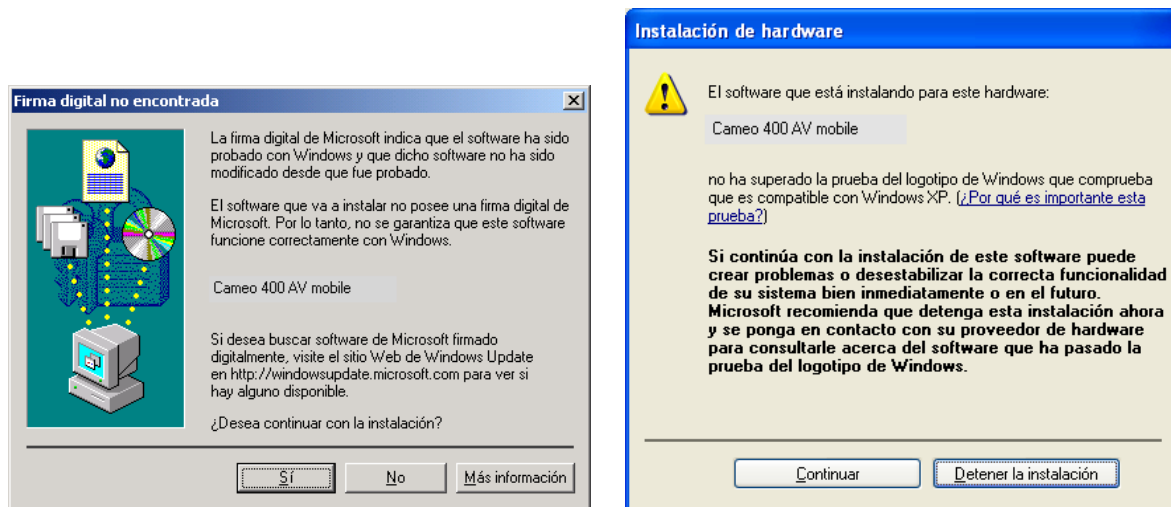 Firma digital no encontrada
La firma digital de Microsoft indica que el software ha sido
probado con Windows y que dicho software no ha sido
modificado desde que fue probado.
El software que va a instalar no posee una firma digital de
Microsoft. Por lo tanto, no se garantiza que este software
funcione correctamente con Windows.
Cameo 400 AV mobile
Si desea buscar software de Microsoft firmado
digitalmente, visite el sitio Web de Windows Update
en http://windowsupdate.microsoft.com para ver si
hay alguno disponible.
¿Desea continuar con la instalación?
Sí
No
Más información
Instalación de hardware
El software que está instalando para este hardware:
Cameo 400 AV mobile
no ha superado la prueba del logotipo de Windows que comprueba
que es compatible con Windows XP. (¿Por qué es importante esta
prueba?)
Si continúa con la instalación de este software puede
crear problemas o desestabilizar la correcta funcionalidad
de su sistema bien inmediatamente o en el futuro.
Microsoft recomienda que detenga esta instalación ahora
y se ponga en contacto con su proveedor de hardware
para consultarle acerca del software que ha pasado la
prueba del logotipo de Windows.
Continuar
Detener la instalación